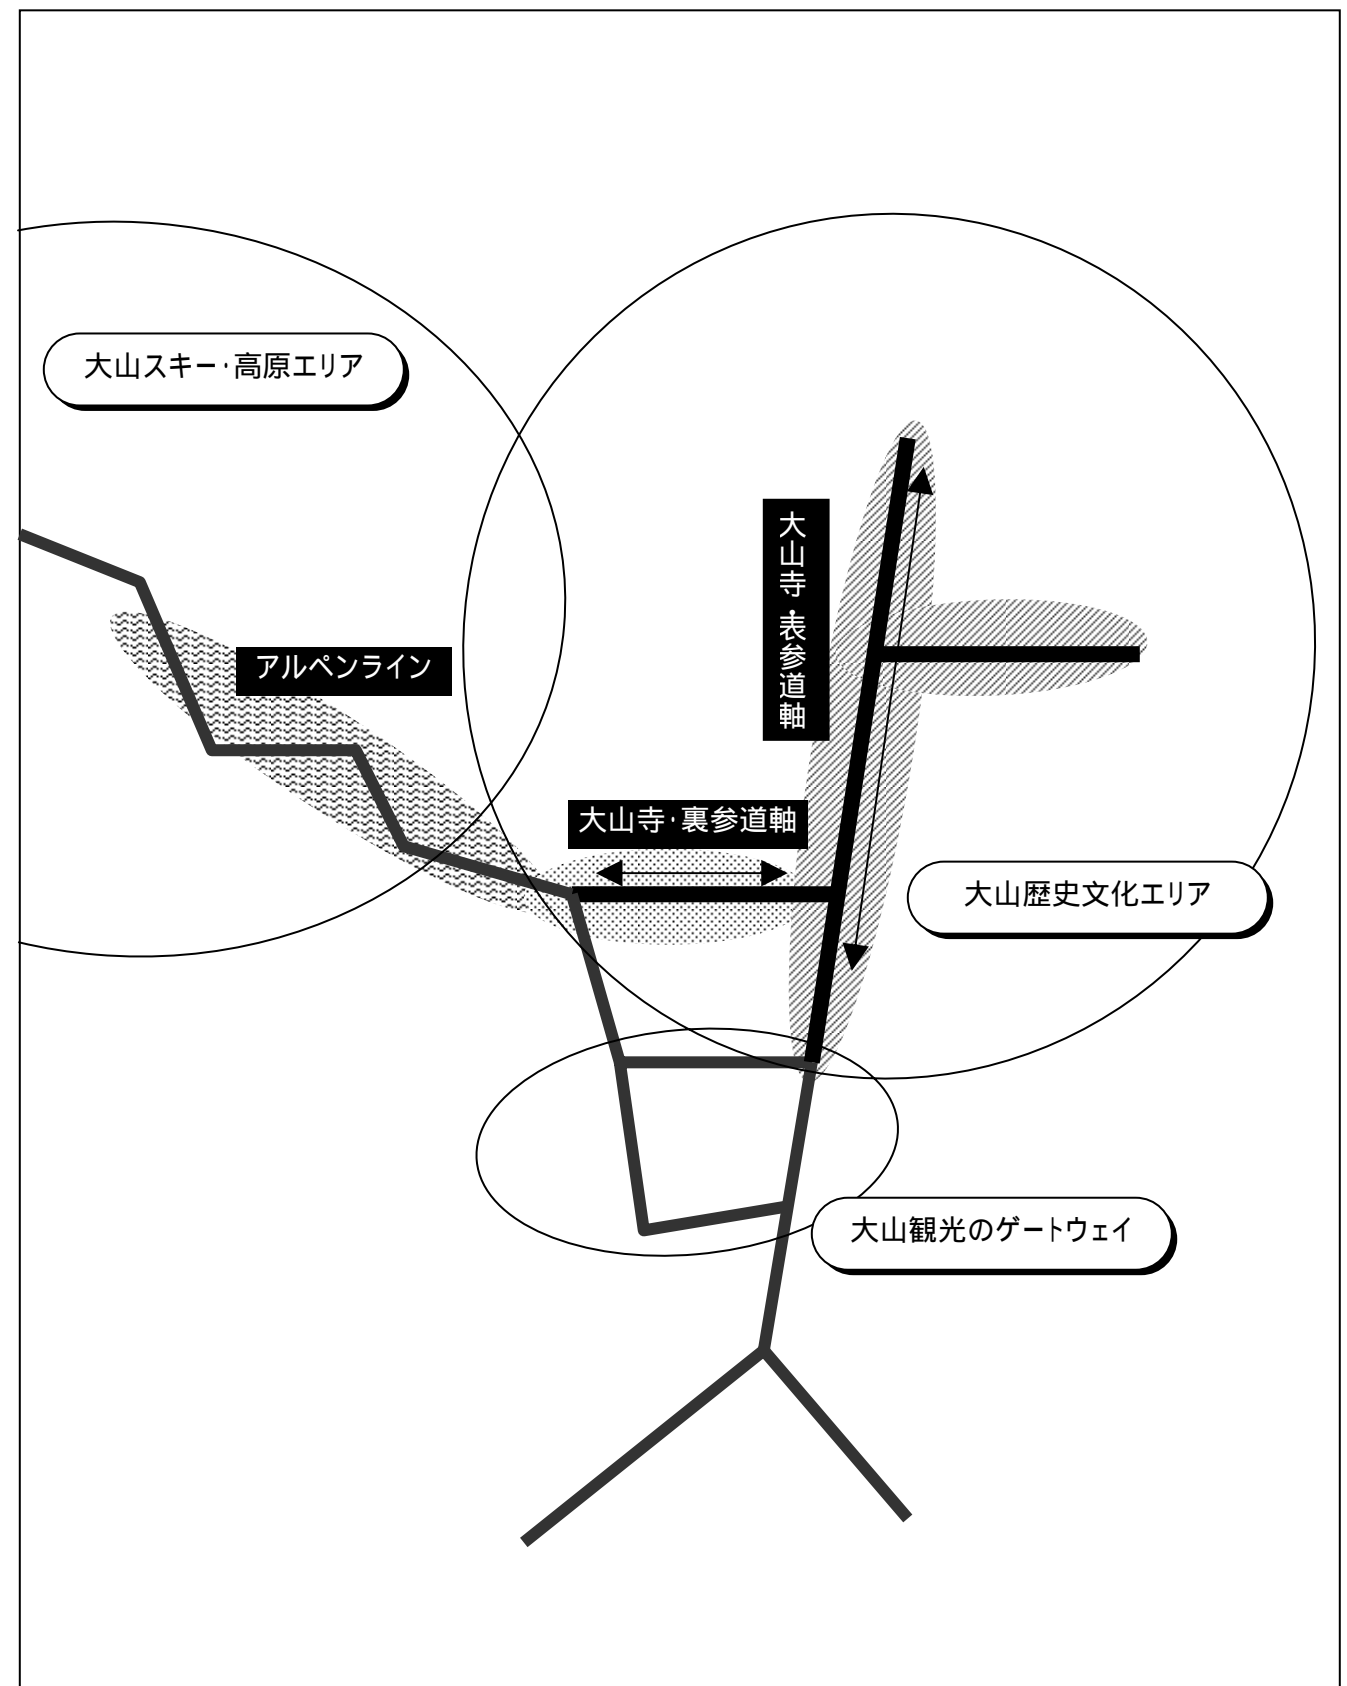 大山スキー・高原エリア
大山寺・表参道軸
アルペンライン
大山寺・裏参道軸
大山歴史文化エリア
大山観光のゲートウェイ